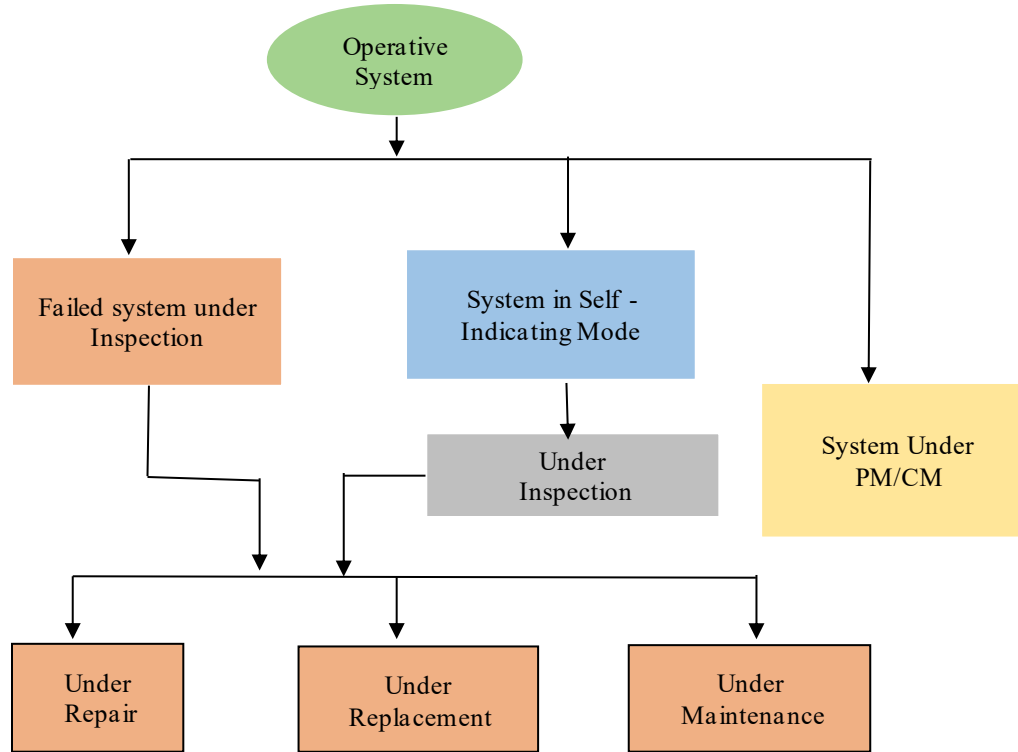 Operative
System
Failed system under
Inspection
System in Self -
Indicating Mode
System Under
PM/CM
Under
Inspection
Under
Repair
Under
Replacement
Under
Maintenance